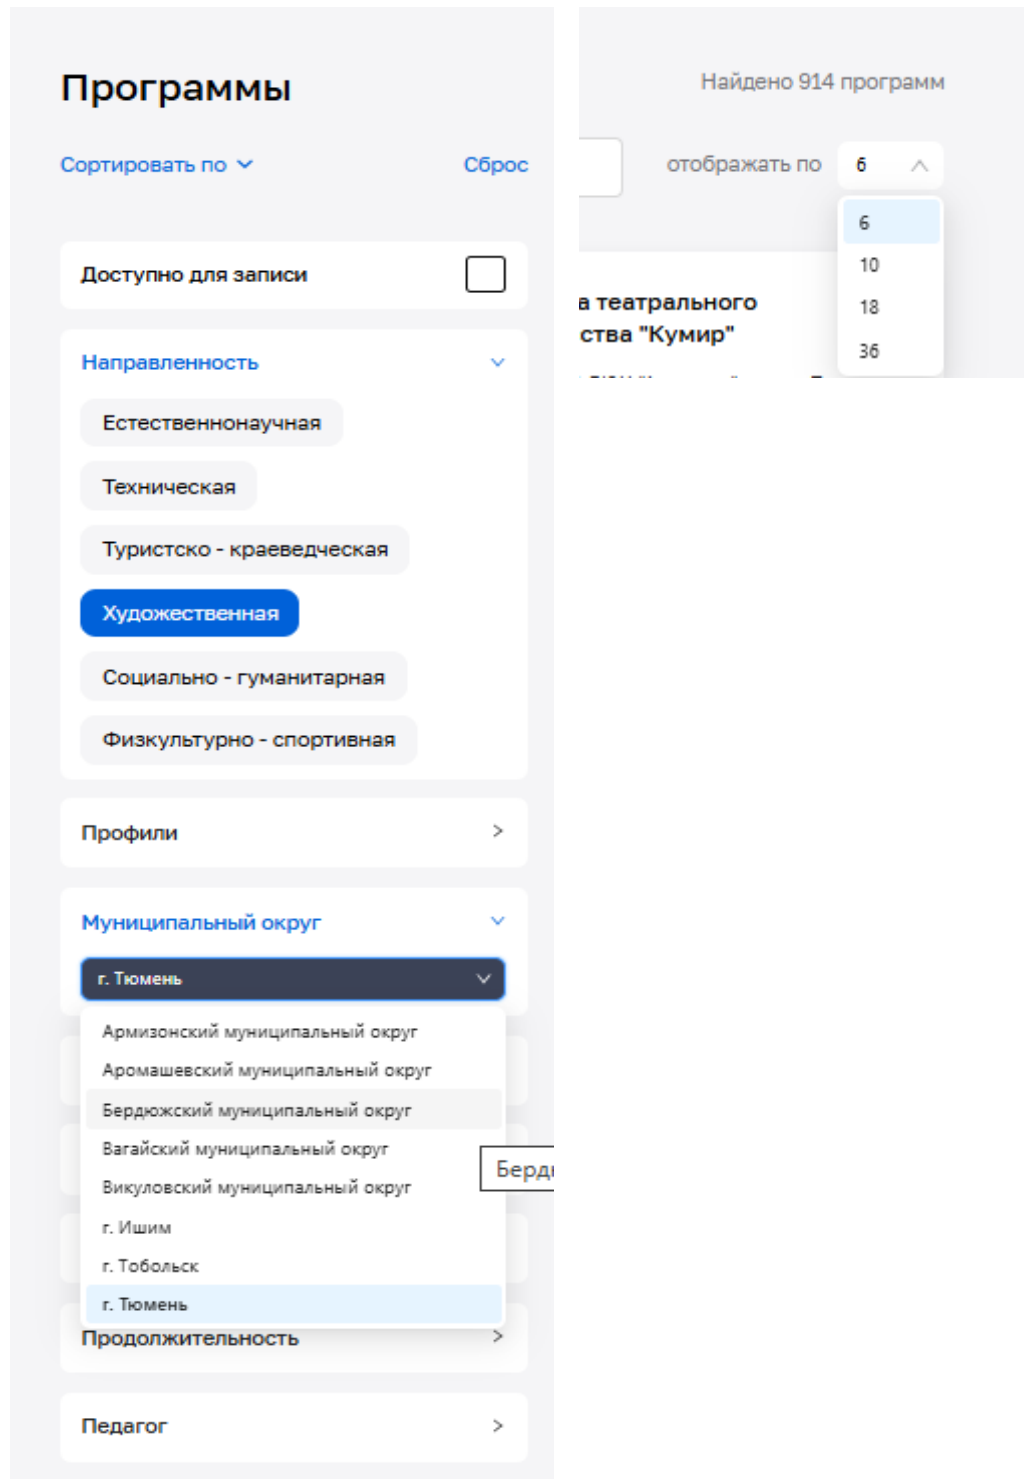 Программы
Сортировать по
Сброс
Доступно для записи
Направленность
Естественнонаучная
Техническая
Туристско - краеведческая
Художественная
Социально - гуманитарная
Физкультурно - спортивная
Профили
Муниципальный округ
г. Тюмень
Армизонский муниципальный округ
Аромашевский муниципальный округ
Бердюжский муниципальный округ
Вагайский муниципальный округ
Берд
Викуловский муниципальный округ
г. Ишим
г. Тобольск
г. Тюмень
Продолжительность
Педагог
Найдено 914 программ
отображать по 6
6
10
18
36
а театрального
ства "Кумир"